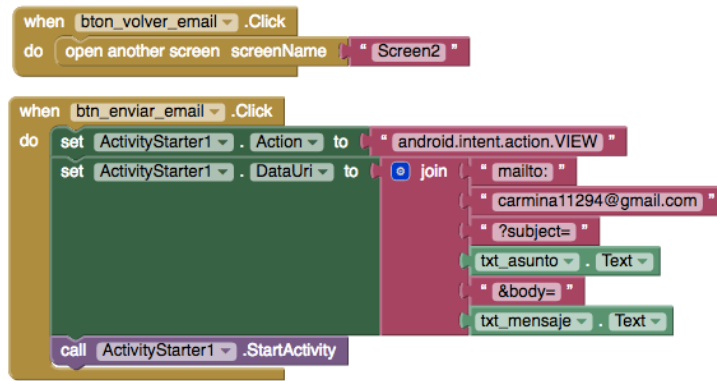 when bton_volver_email .Click
do open another screen screenName " Screen2 "
when btn_enviar_email .Click
do set ActivityStarter1 . Action to " android.intent.action.VIEW "
set ActivityStarter1 . DataUri to join " mailto: "
" carmina11294@gmail.com "
" ?subject= "
txt_asunto . Text
" &body= "
txt_mensaje . Text
call ActivityStarter1 .StartActivity